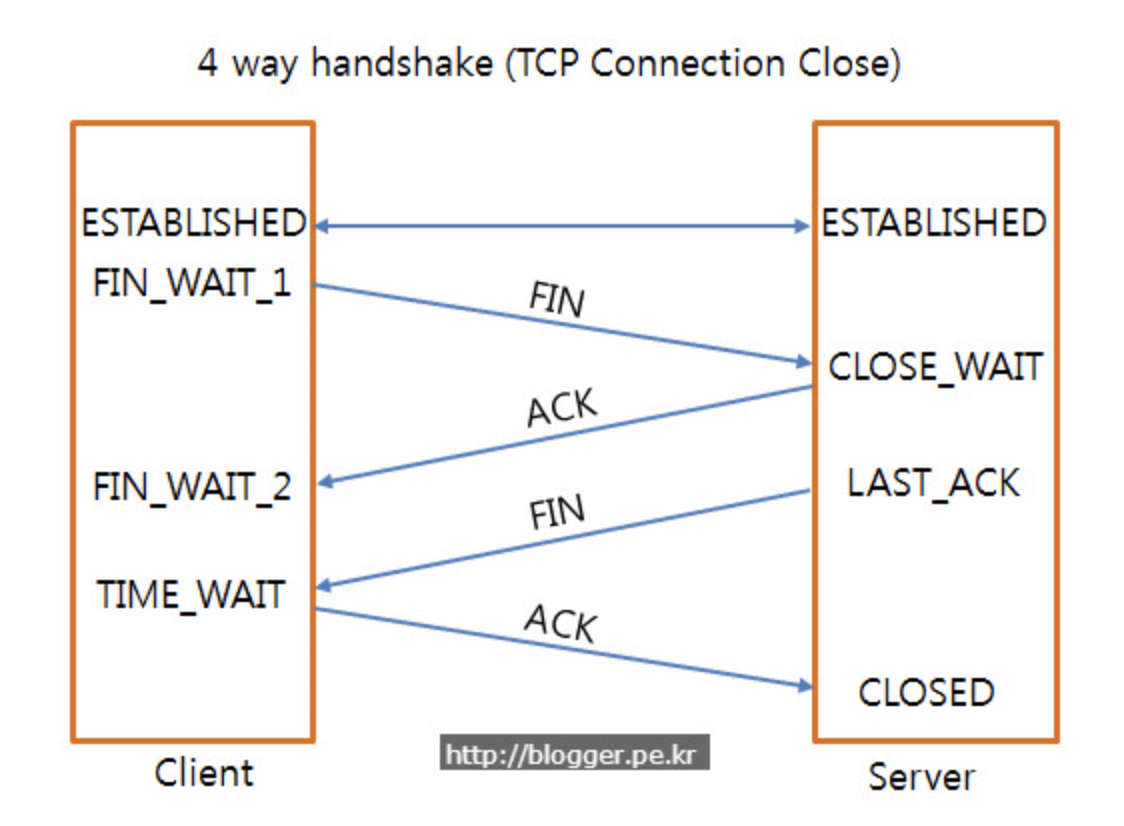 4 way handshake (TCP Connection Close)
ESTABLISHED
ESTABLISHED
FIN_WAIT_1
FIN
CLOSE_WAIT
ACK
FIN_WAIT_2
LAST_ACK
FIN
TIME_WAIT
ACK
CLOSED
http://blogger.pe.kr
Client
Server